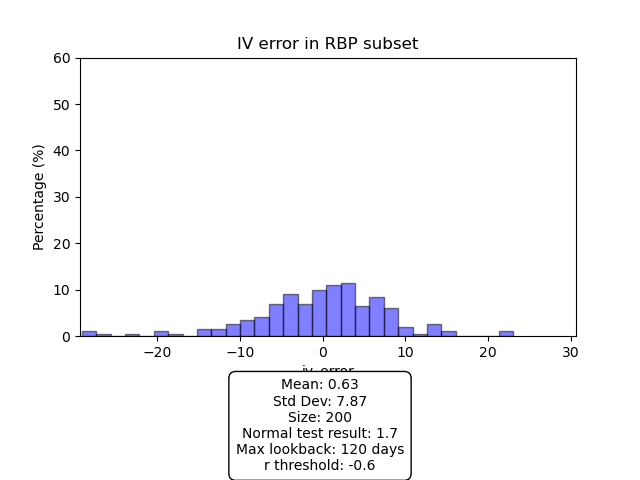 IV error in RBP subset
Percentage (%)
60
50
40
30
20
10
0
−20 −10 0 10 20 30
iv_error
Mean: 0.63
Std Dev: 7.87
Size: 200
Normal test result: 1.7
Max lookback: 120 days
r threshold: -0.6